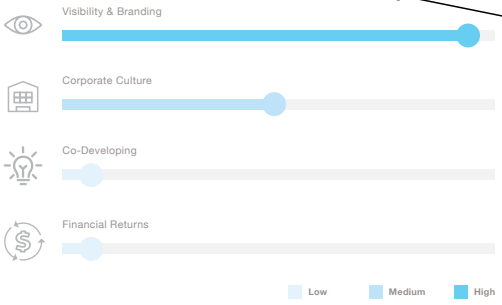 Visibility & Branding
Corporate Culture
Co-Developing
Financial Returns
Low Medium High